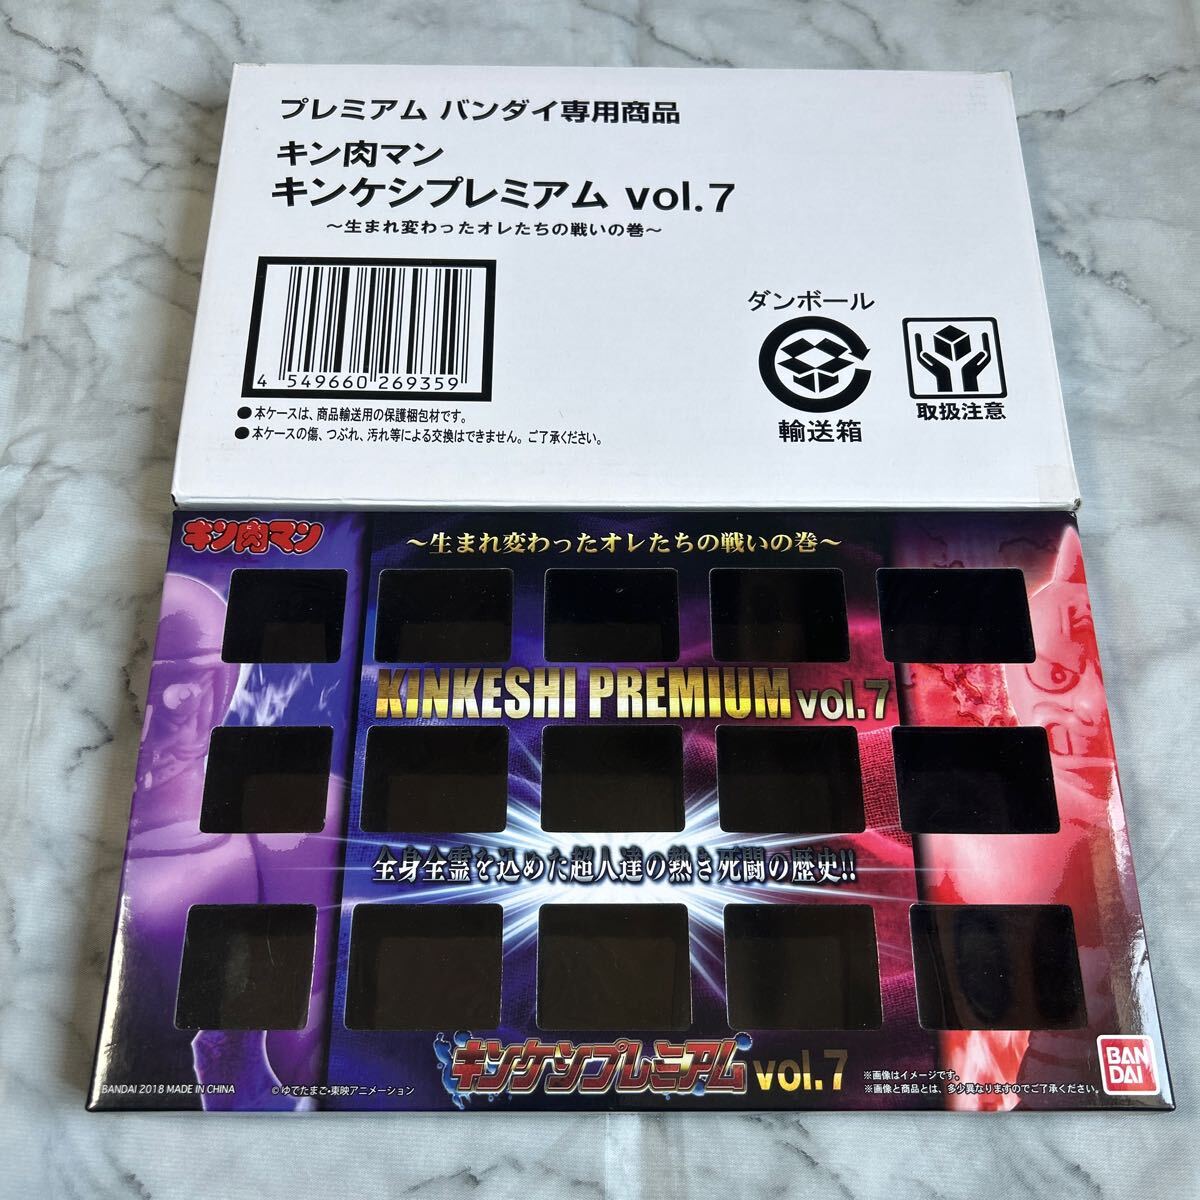 プレミアム バンダイ専用商品
キン肉マン
キンケシプレミアム vol.7
～生まれ変わったオレたちの戦いの巻～
4 549660 269359
●本ケースは、商品輸送用の保護梱包材です。
●本ケースの傷、つぶれ、汚れ等による交換はできません。ご了承ください。
ダンボール
輸送箱
取扱注意
キン肉マン
～生まれ変わったオレたちの戦いの巻～
KINKESHI PREMIUM vol.7
全身全霊を込めた超人達の熱き死闘の歴史!!
キンケシプレミアム vol.7
BANDAI 2018 MADE IN CHINA
©ゆでたまご・東映アニメーション
※画像はイメージです。
※画像と商品とは、多少異なりますのでご了承ください。
BAN
DAI